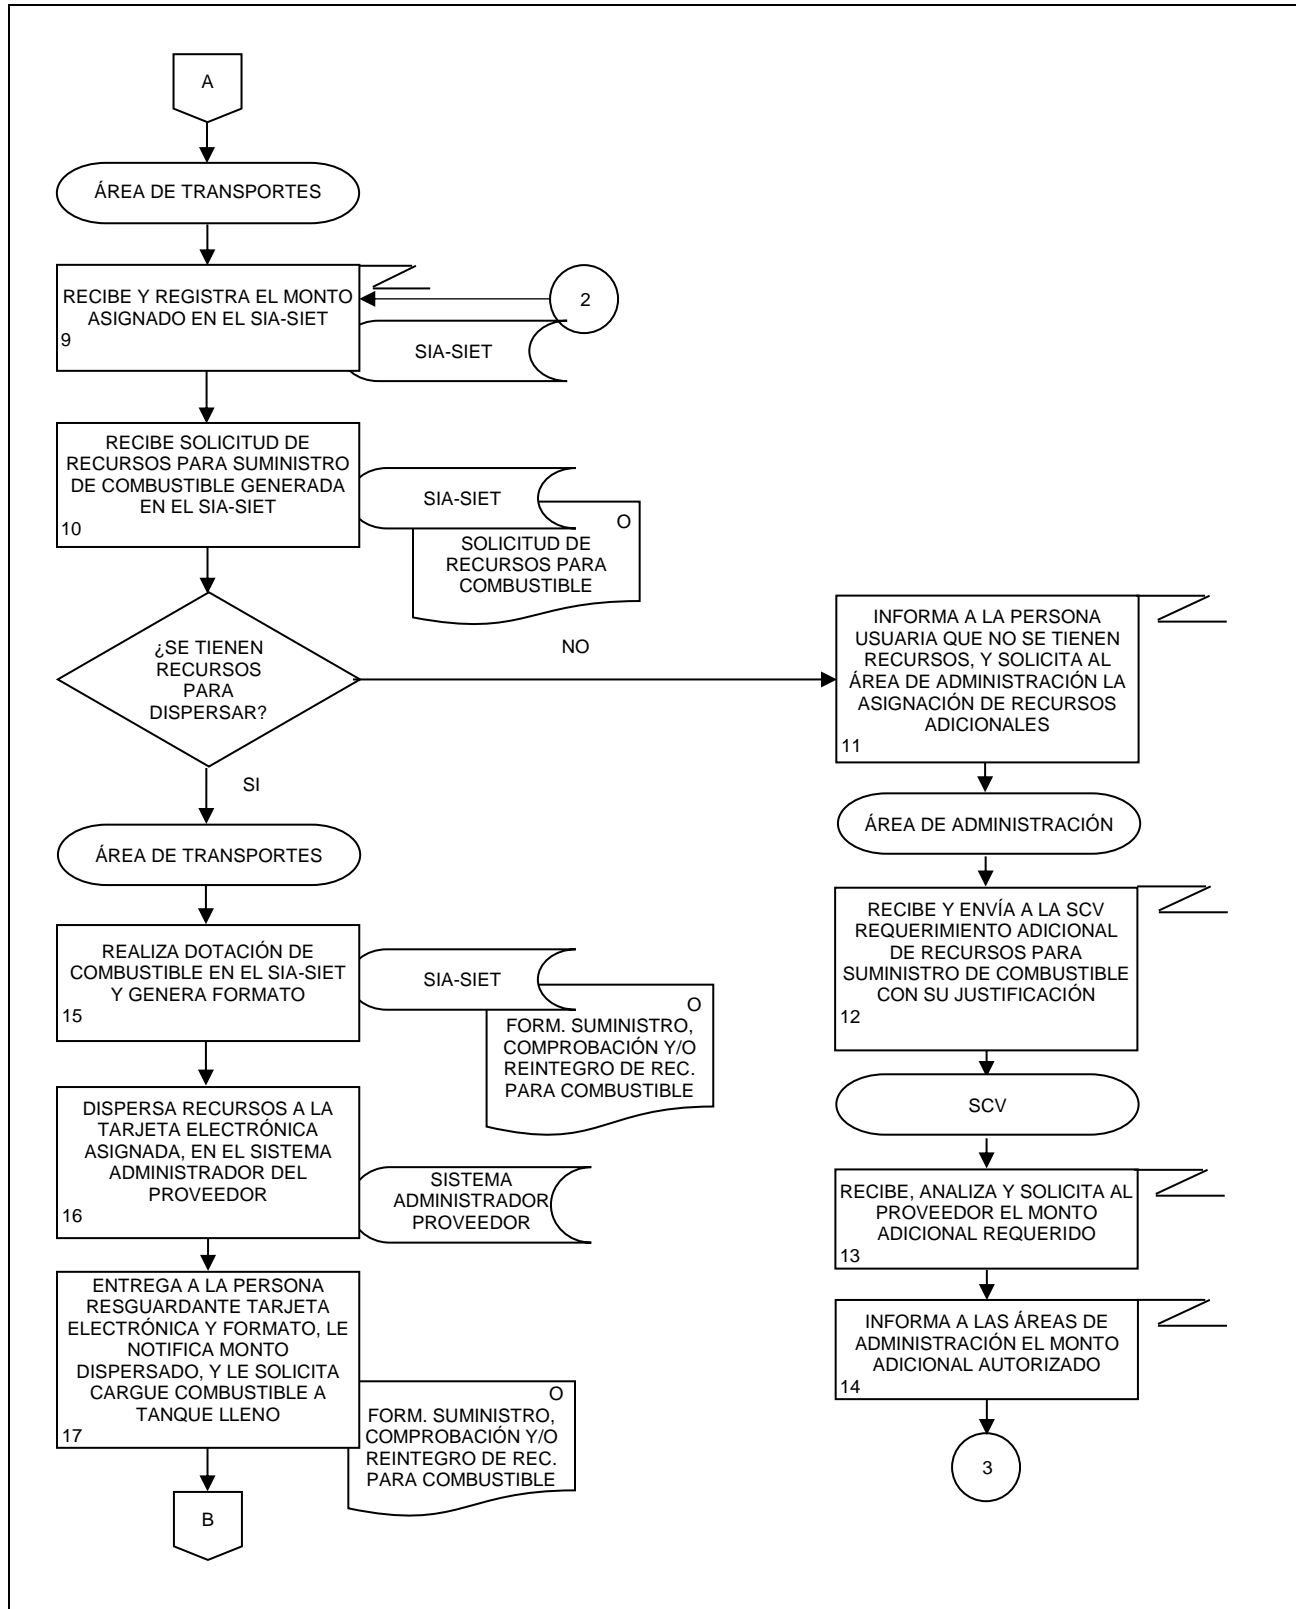 A
ÁREA DE TRANSPORTES
RECIBE Y REGISTRA EL MONTO
ASIGNADO EN EL SIA-SIET
9
2
SIA-SIET
RECIBE SOLICITUD DE
RECURSOS PARA SUMINISTRO
DE COMBUSTIBLE GENERADA
EN EL SIA-SIET
10
SIA-SIET
O
SOLICITUD DE
RECURSOS PARA
COMBUSTIBLE
¿SE TIENEN
RECURSOS
PARA
DISPERSAR?
NO
SI
INFORMA A LA PERSONA
USUARIA QUE NO SE TIENEN
RECURSOS, Y SOLICITA AL
ÁREA DE ADMINISTRACIÓN LA
ASIGNACIÓN DE RECURSOS
ADICIONALES
11
ÁREA DE ADMINISTRACIÓN
RECIBE Y ENVÍA A LA SCV
REQUERIMIENTO ADICIONAL
DE RECURSOS PARA
SUMINISTRO DE COMBUSTIBLE
CON SU JUSTIFICACIÓN
12
SCV
RECIBE, ANALIZA Y SOLICITA AL
PROVEEDOR EL MONTO
ADICIONAL REQUERIDO
13
INFORMA A LAS ÁREAS DE
ADMINISTRACIÓN EL MONTO
ADICIONAL AUTORIZADO
14
3
ÁREA DE TRANSPORTES
REALIZA DOTACIÓN DE
COMBUSTIBLE EN EL SIA-SIET
Y GENERA FORMATO
15
SIA-SIET
O
FORM. SUMINISTRO,
COMPROBACIÓN Y/O
REINTEGRO DE REC.
PARA COMBUSTIBLE
DISPERSA RECURSOS A LA
TARJETA ELECTRÓNICA
ASIGNADA, EN EL SISTEMA
ADMINISTRADOR DEL
PROVEEDOR
16
SISTEMA
ADMINISTRADOR
PROVEEDOR
ENTREGA A LA PERSONA
RESGUARDANTE TARJETA
ELECTRÓNICA Y FORMATO, LE
NOTIFICA MONTO
DISPERSADO, Y LE SOLICITA
CARGUE COMBUSTIBLE A
TANQUE LLENO
17
O
FORM. SUMINISTRO,
COMPROBACIÓN Y/O
REINTEGRO DE REC.
PARA COMBUSTIBLE
B